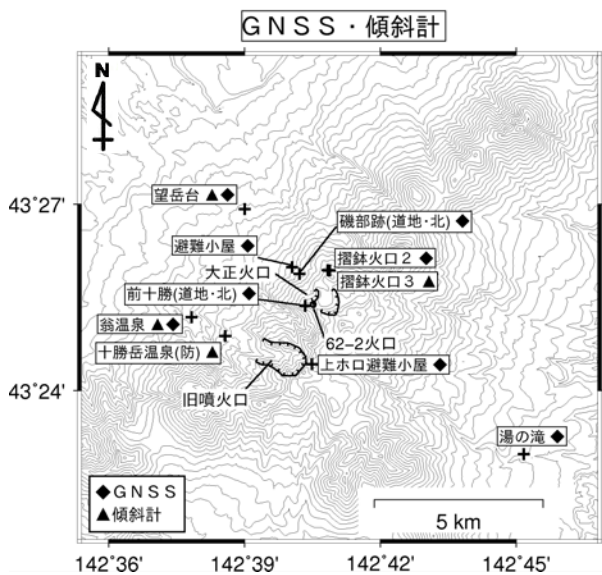 GNSS・傾斜計
N
望岳台▲◆
43°27'
磯部跡(道地・北)◆
避難小屋◆
摺鉢火口2◆
大正火口
摺鉢火口3▲
前十勝(道地・北)◆
翁温泉▲◆
62-2火口
十勝岳温泉(防)▲
上ホロ避難小屋◆
43°24'
旧噴火口
湯の滝◆
◆GNSS
▲傾斜計
5 km
142°36' 142°39' 142°42' 142°45'